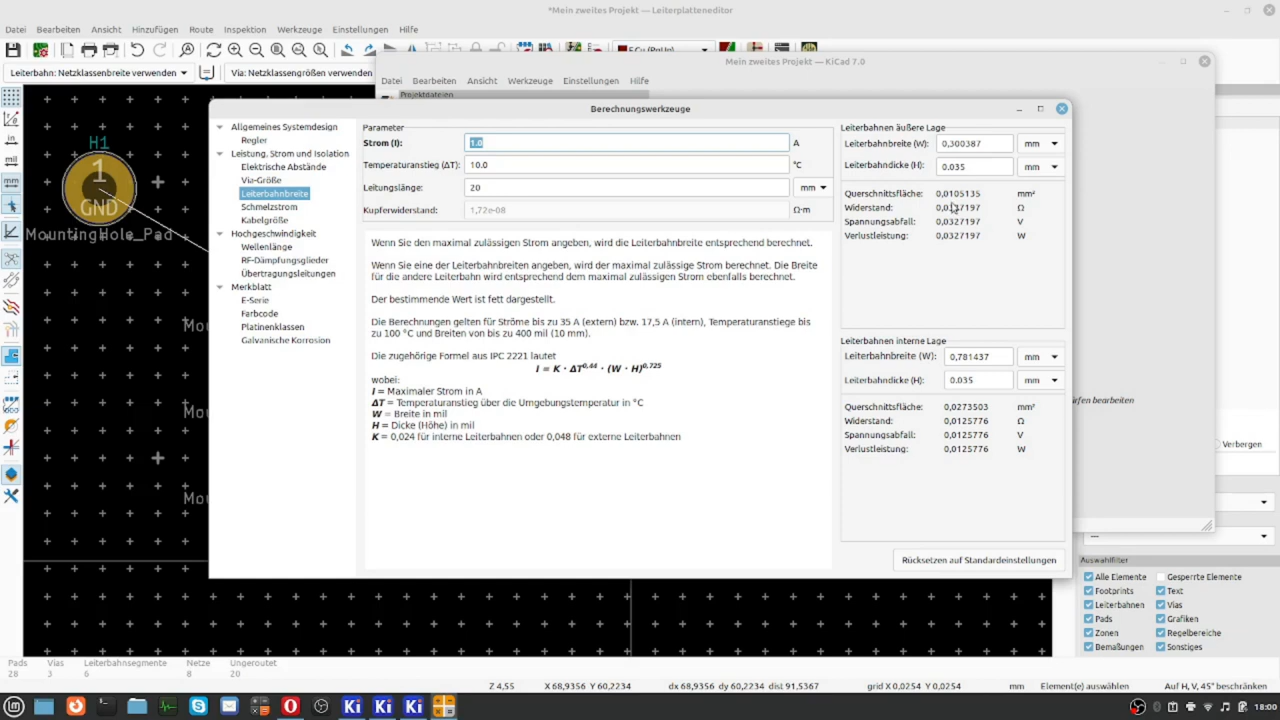 *Mein zweites Projekt — Leiterplatteneditor
Datei Bearbeiten Ansicht Hinzufügen Route Inspektion Werkzeuge Einstellungen Hilfe
Leiterbahn: Netzklassenbreite verwenden
Via: Netzklassengrößen verwenden
Mein zweites Projekt — KiCad 7.0
Datei Bearbeiten Ansicht Werkzeuge Einstellungen Hilfe
Projektdateien
Berechnungswerkzeuge
Allgemeines Systemdesign
Regler
Leistung, Strom und Isolation
Elektrische Abstände
Via-Größe
Leiterbahnbreite
Schmelzstrom
Kabelgröße
Hochgeschwindigkeit
Wellenlänge
RF-Dämpfungsglieder
Übertragungsleitungen
Merkblatt
E-Serie
Farbcode
Platinenklassen
Galvanische Korrosion
Parameter
Strom (I): 1.0 A
Temperaturanstieg (ΔT): 10.0 °C
Leitungslänge: 20 mm
Kupferwiderstand: 1,72e-08 Ω·m
Wenn Sie den maximal zulässigen Strom angeben, wird die Leiterbahnbreite entsprechend berechnet.
Wenn Sie eine der Leiterbahnbreiten angeben, wird der maximal zulässige Strom berechnet. Die Breite
für die andere Leiterbahn wird entsprechend dem maximal zulässigen Strom ebenfalls berechnet.
Der bestimmende Wert ist fett dargestellt.
Die Berechnungen gelten für Ströme bis zu 35 A (extern) bzw. 17,5 A (intern), Temperaturanstiege bis
zu 100 °C und Breiten von bis zu 400 mil (10 mm).
Die zugehörige Formel aus IPC 2221 lautet
I = K · ΔT0,44 · (W · H)0,725
wobei:
I = Maximaler Strom in A
ΔT = Temperaturanstieg über die Umgebungstemperatur in °C
W = Breite in mil
H = Dicke (Höhe) in mil
K = 0,024 für interne Leiterbahnen oder 0,048 für externe Leiterbahnen
Leiterbahnen äußere Lage
Leiterbahnbreite (W): 0,300387 mm
Leiterbahndicke (H): 0.035 mm
Querschnittsfläche: 0,0105135 mm²
Widerstand: 0,0327197 Ω
Spannungsabfall: 0,0327197 V
Verlustleistung: 0,0327197 W
Leiterbahnen interne Lage
Leiterbahnbreite (W): 0,781437 mm
Leiterbahndicke (H): 0.035 mm
Querschnittsfläche: 0,0273503 mm²
Widerstand: 0,0125776 Ω
Spannungsabfall: 0,0125776 V
Verlustleistung: 0,0125776 W
Rücksetzen auf Standardeinstellungen
in
mil
mm
H1
1
GND
MountingHole_Pad
Mou
Mou
Mou
bearbeiten
Verbergen
Auswahlfilter
Alle Elemente Gesperrte Elemente
Footprints Text
Leiterbahnen Vias
Pads Grafiken
Zonen Regelbereiche
Bemaßungen Sonstiges
Pads Vias Leiterbahnsegmente Netze Ungeroutet
28 3 6 8 20
Z 4,55 X 68,9356 Y 60,2234 dx 68,9356 dy 60,2234 dist 91,5367 grid X 0,0254 Y 0,0254 mm Element(e) auswählen Auf H, V, 45° beschränken
Ki Ki Ki
18:00